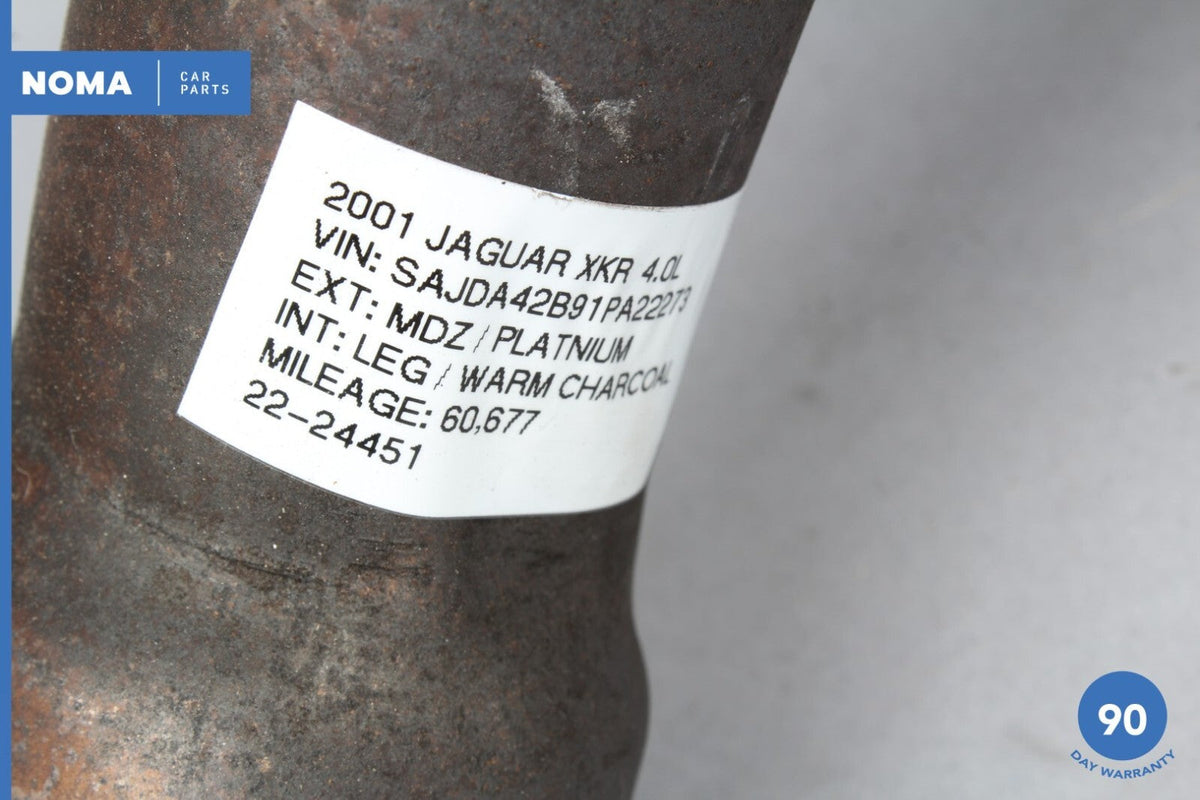 NOMA
CAR
PARTS
2001 JAGUAR XKR 4.0L
VIN: SAJDA42B91PA22273
EXT: MDZ / PLATNIUM
INT: LEG / WARM CHARCOAL
MILEAGE: 60,677
22-24451
90
DAY WARRANTY